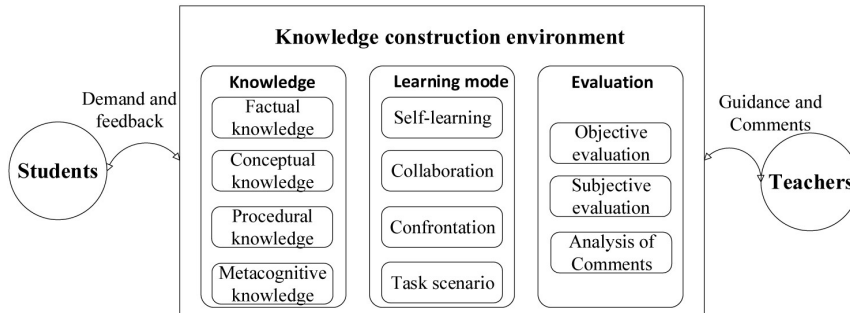 Knowledge construction environment
Demand and
feedback
Students
Knowledge
Factual
knowledge
Conceptual
knowledge
Procedural
knowledge
Metacognitive
knowledge
Learning mode
Self-learning
Collaboration
Confrontation
Task scenario
Evaluation
Objective
evaluation
Subjective
evaluation
Analysis of
Comments
Guidance and
Comments
Teachers